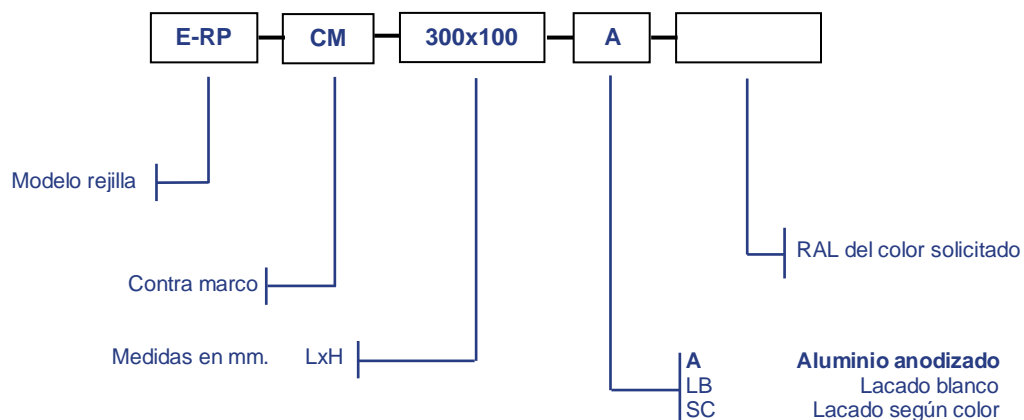 E-RP CM 300x100 A
Modelo rejilla
RAL del color solicitado
Contra marco
Medidas en mm. LxH
A Aluminio anodizado
LB Lacado blanco
SC Lacado según color